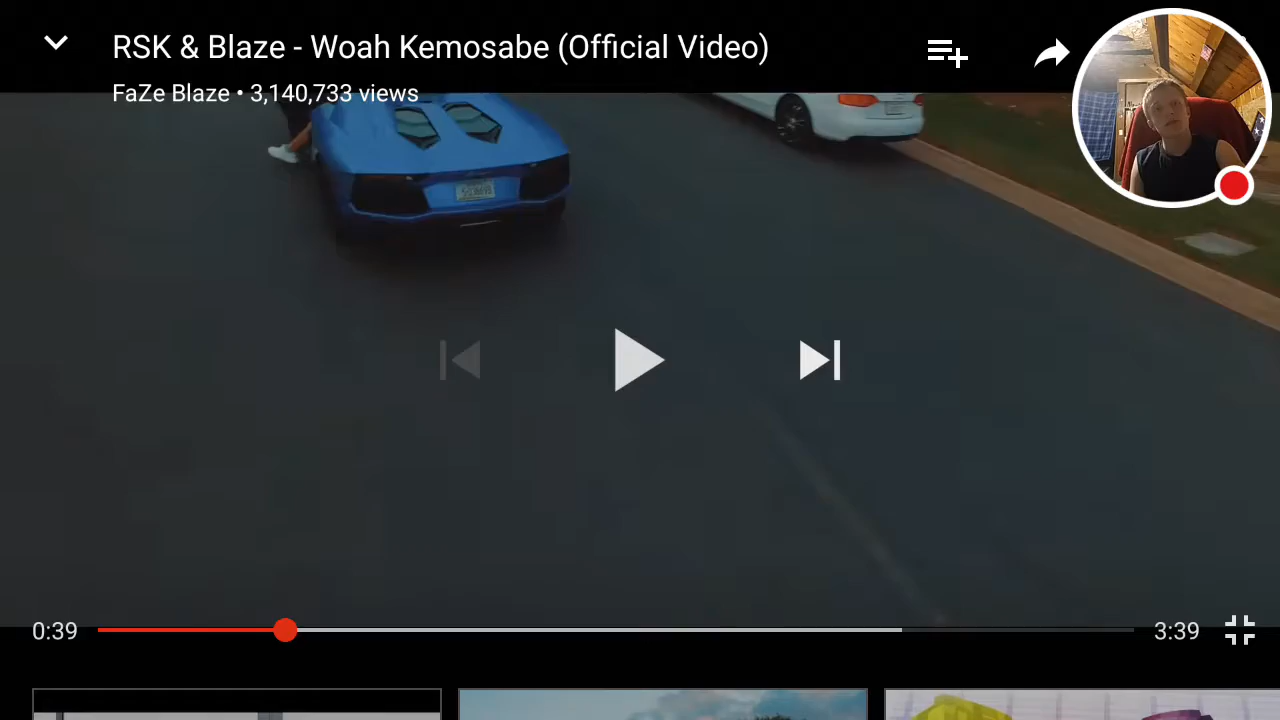 RSK & Blaze - Woah Kemosabe (Official Video)
FaZe Blaze • 3,140,733 views
0:39
3:39